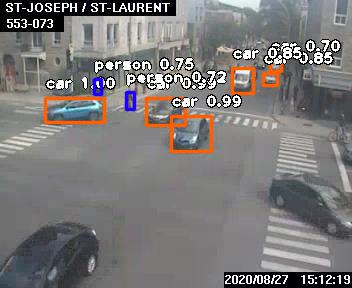 ST-JOSEPH / ST-LAURENT
553-073
car 0.70
car 0.85
car 0.85
person 0.75
person 0.72
car 1.00
car 0.99
car 0.99
2020/08/27 15:12:19